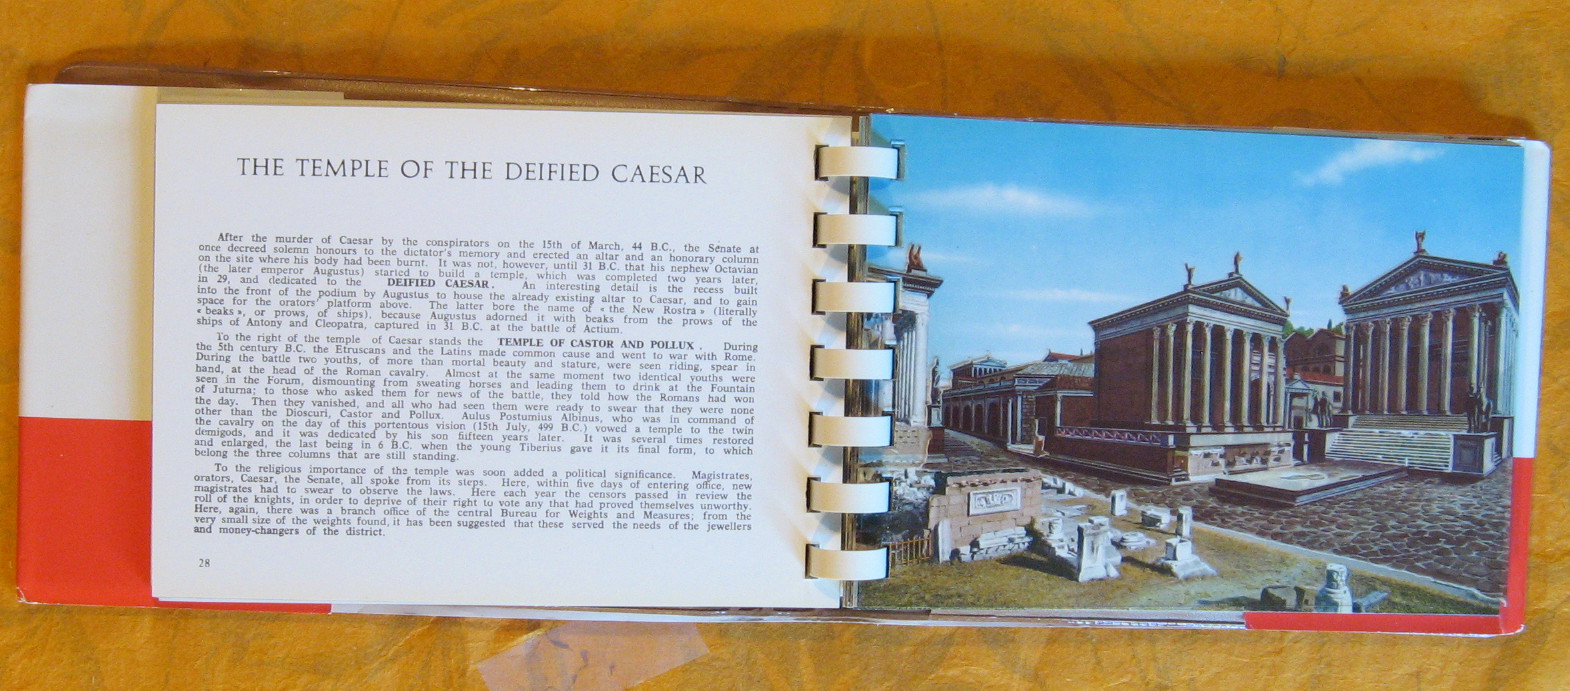 THE TEMPLE OF THE DEIFIED CAESAR
After the murder of Caesar by the conspirators on the 15th of March, 44 B.C., the Senate at
once decreed solemn honours to the dictator's memory and erected an altar and an honorary column
on the site where his body had been burnt. It was not, however, until 31 B.C. that his nephew Octavian
(the later emperor Augustus) started to build a temple, which was completed two years later,
in 29, and dedicated to the DEIFIED CAESAR. An interesting detail is the recess built
into the front of the podium by Augustus to house the already existing altar to Caesar, and to gain
space for the orators' platform above. The latter bore the name of « the New Rostra » (literally
« beaks », or prows, of ships), because Augustus adorned it with beaks from the prows of the
ships of Antony and Cleopatra, captured in 31 B.C. at the battle of Actium.
To the right of the temple of Caesar stands the TEMPLE OF CASTOR AND POLLUX. During
the 5th century B.C. the Etruscans and the Latins made common cause and went to war with Rome.
During the battle two youths, of more than mortal beauty and stature, were seen riding, spear in
hand, at the head of the Roman cavalry. Almost at the same moment two identical youths were
seen in the Forum, dismounting from sweating horses and leading them to drink at the Fountain
of Juturna; to those who asked them for news of the battle, they told how the Romans had won
the day. Then they vanished, and all who had seen them were ready to swear that they were none
other than the Dioscuri, Castor and Pollux. Aulus Postumius Albinus, who was in command of
the cavalry on the day of this portentous vision (15th July, 499 B.C.) vowed a temple to the twin
demigods, and it was dedicated by his son fifteen years later. It was several times restored
and enlarged, the last being in 6 B.C. when the young Tiberius gave it its final form, to which
belong the three columns that are still standing.
To the religious importance of the temple was soon added a political significance. Magistrates,
orators, Caesar, the Senate, all spoke from its steps. Here, within five days of entering office, new
magistrates had to swear to observe the laws. Here each year the censors passed in review the
roll of the knights, in order to deprive of their right to vote any that had proved themselves unworthy.
Here, again, there was a branch office of the central Bureau for Weights and Measures; from the
very small size of the weights found, it has been suggested that these served the needs of the jewellers
and money-changers of the district.
28